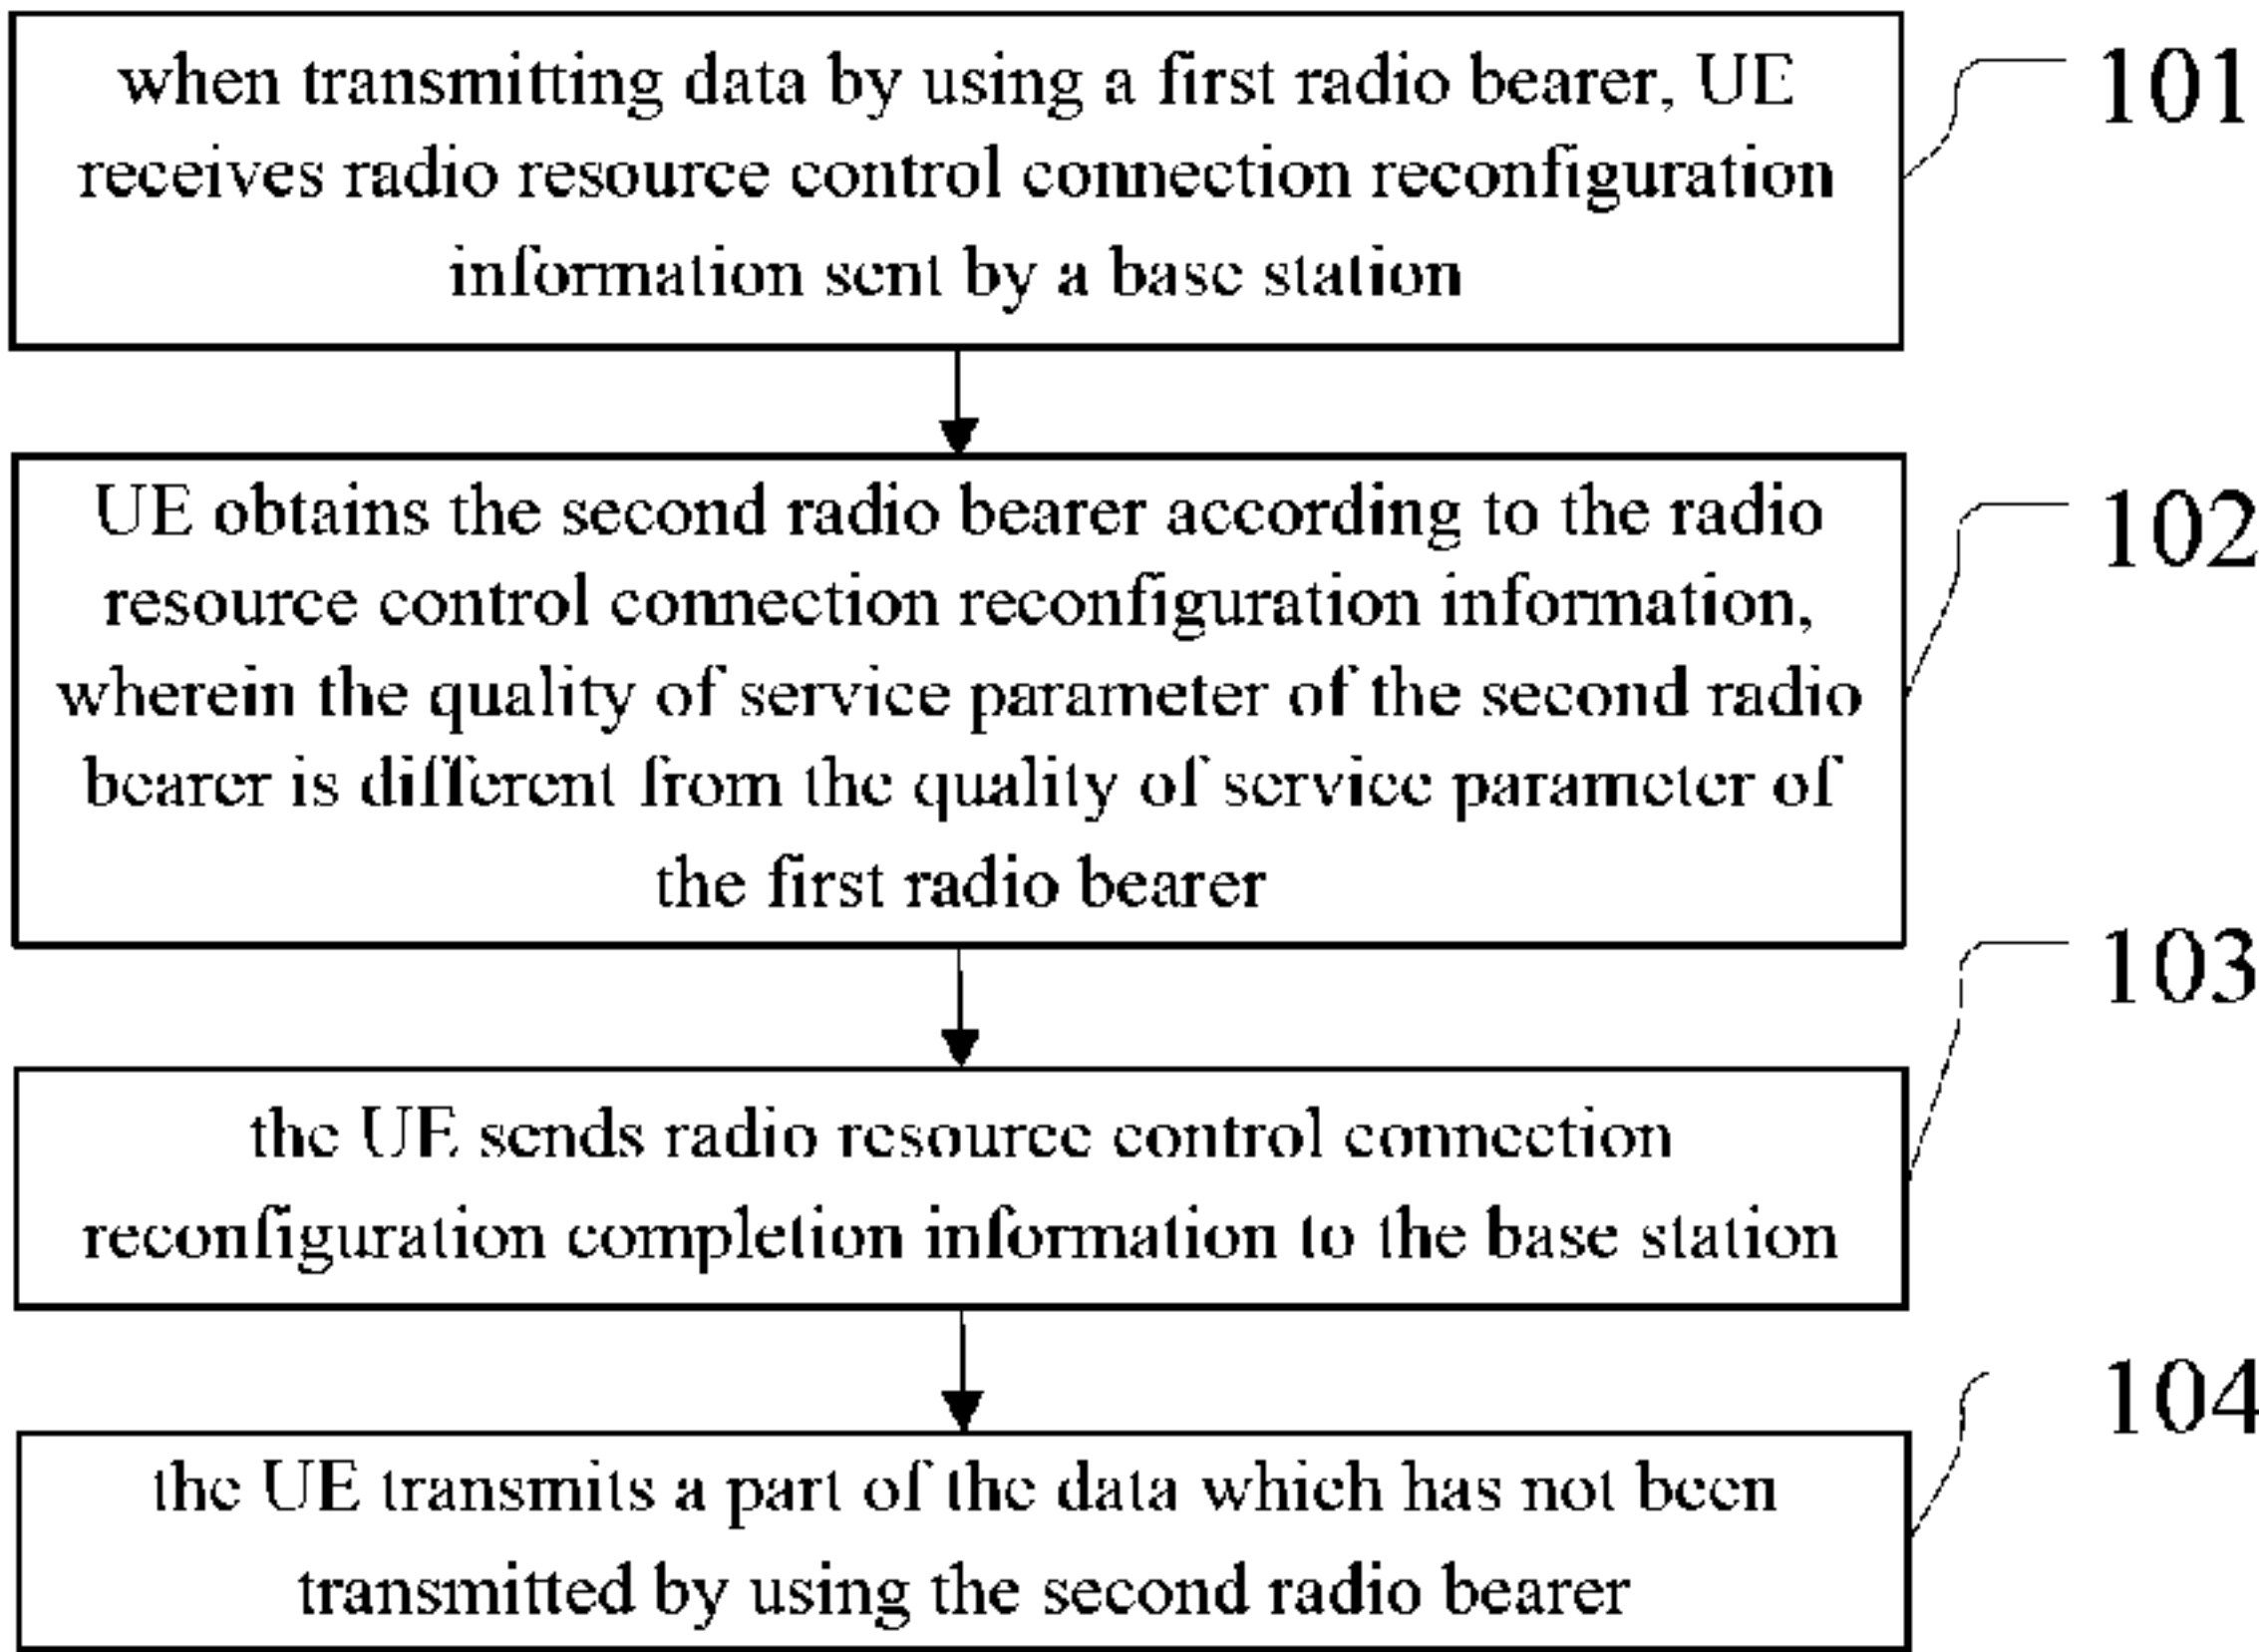 when transmitting data by using a first radio bearer, UE
receives radio resource control connection reconfiguration
information sent by a base station
101
UE obtains the second radio bearer according to the radio
resource control connection reconfiguration information,
wherein the quality of service parameter of the second radio
bearer is different from the quality of service parameter of
the first radio bearer
102
the UE sends radio resource control connection
reconfiguration completion information to the base station
103
the UE transmits a part of the data which has not been
transmitted by using the second radio bearer
104